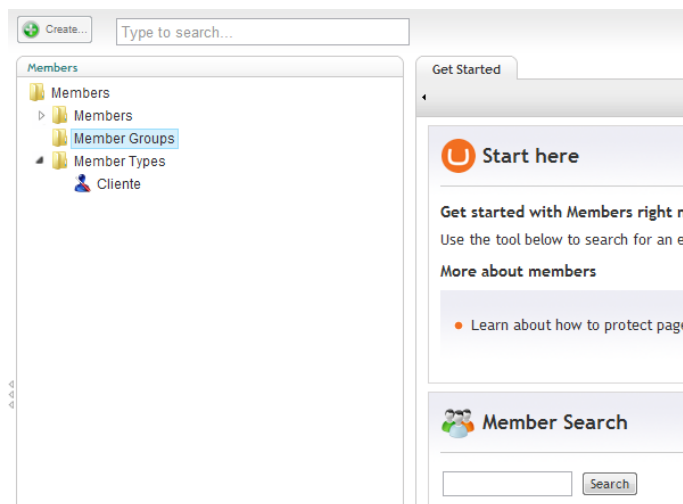 Create...
Type to search...
Members
Members
Members
Member Groups
Member Types
Cliente
Get Started
Start here
Get started with Members right
Use the tool below to search for an
More about members
Learn about how to protect
Member Search
Search